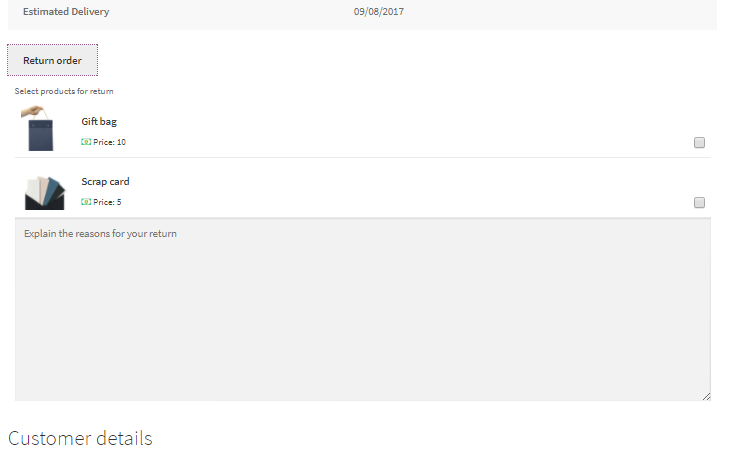 Estimated Delivery 09/08/2017
Return order
Select products for return
Gift bag
Price: 10
Scrap card
Price: 5
Explain the reasons for your return
Customer details